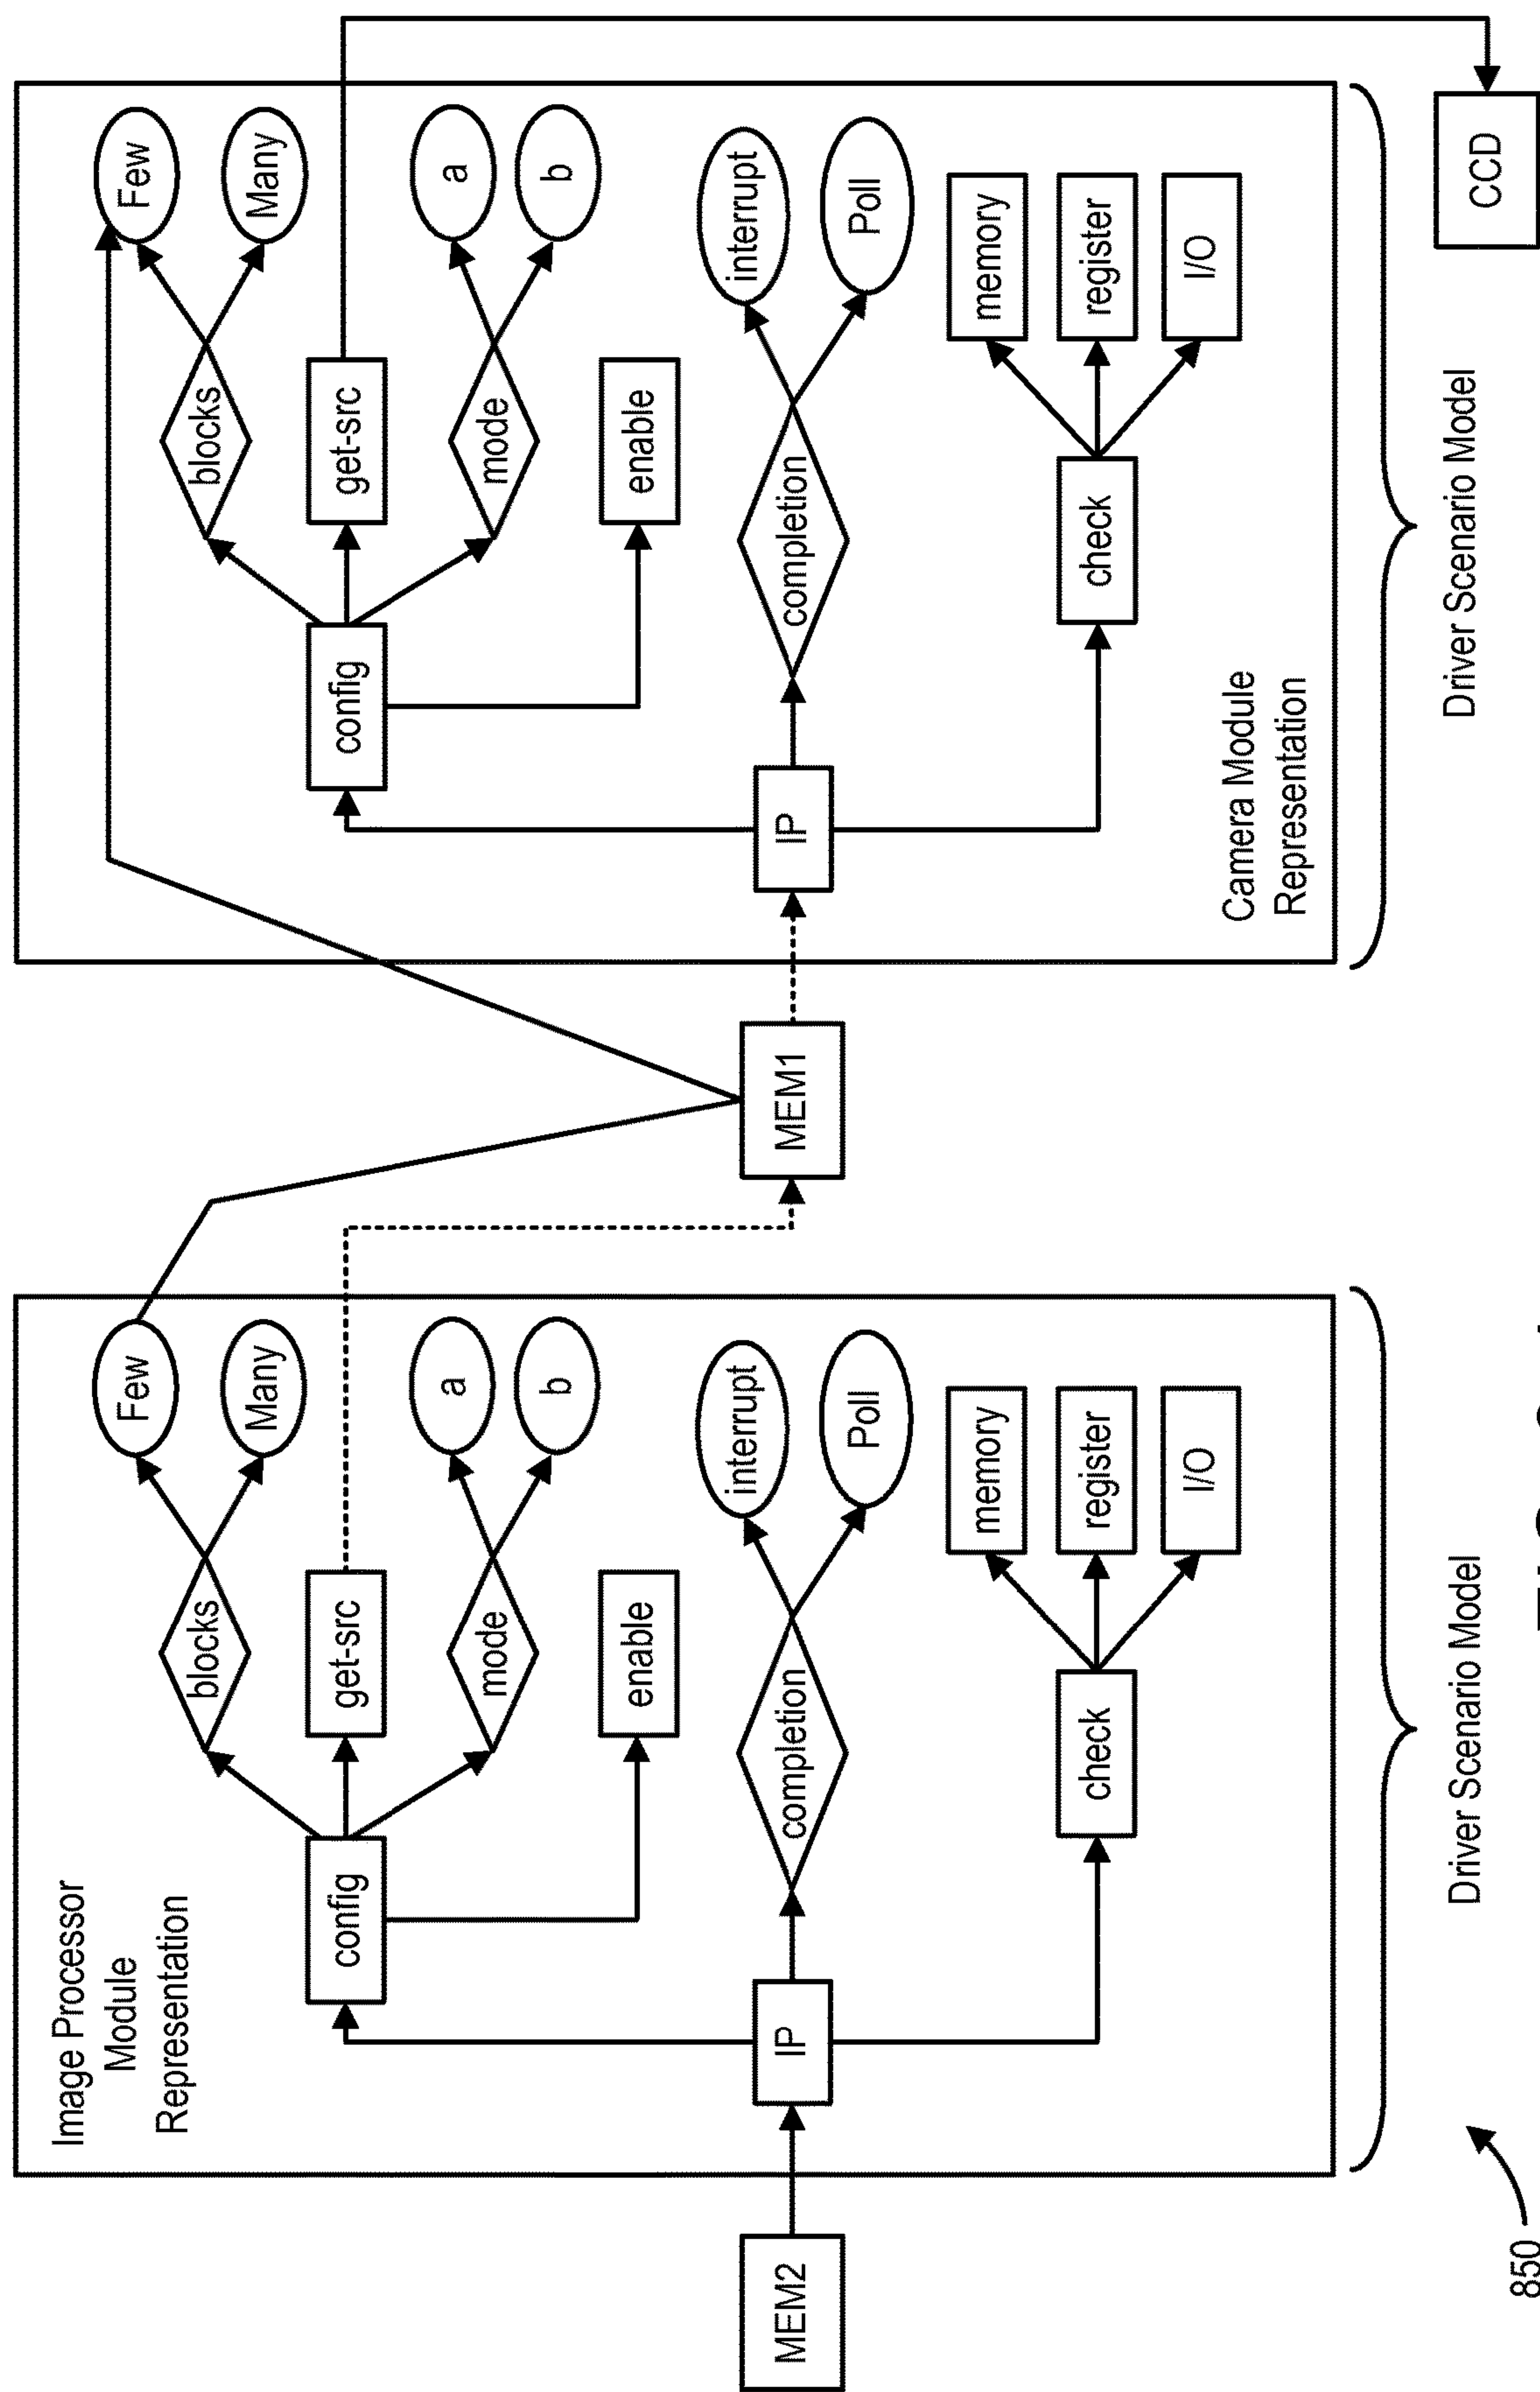 Image Processor
Module
Representation
MEM2
IP
config
blocks
Few
Many
get-src
mode
a
b
enable
completion
interrupt
Poll
check
memory
register
I/O
Driver Scenario Model
MEM1
IP
config
blocks
Few
Many
get-src
mode
a
b
enable
completion
interrupt
Poll
check
memory
register
I/O
Camera Module
Representation
Driver Scenario Model
CCD
850